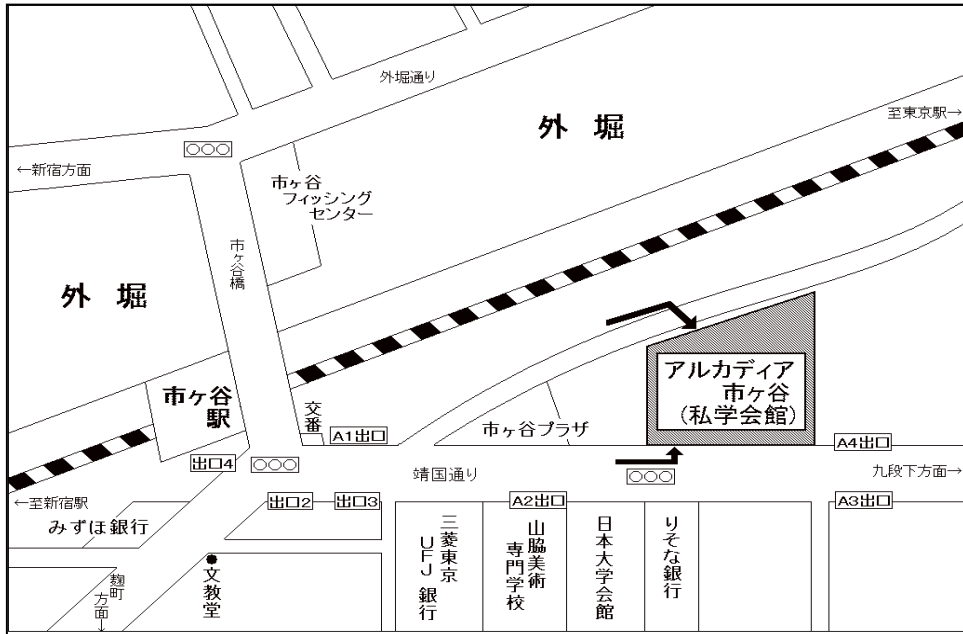 外堀通り
外 堀
至東京駅→
○○○
←新宿方面
市ヶ谷
フィッシング
センター
市ヶ谷橋
外 堀
アルカディア
市ヶ谷
(私学会館)
市ヶ谷
駅
交番
A1出口
市ヶ谷プラザ
A4出口
出口4
○○○
靖国通り
○○○
九段下方面→
←至新宿駅
出口2
出口3
A2出口
A3出口
みずほ銀行
三菱東京
UFJ 銀行
山脇美術
専門学校
日本大学会館
りそな銀行
文教堂
麹町
方面→